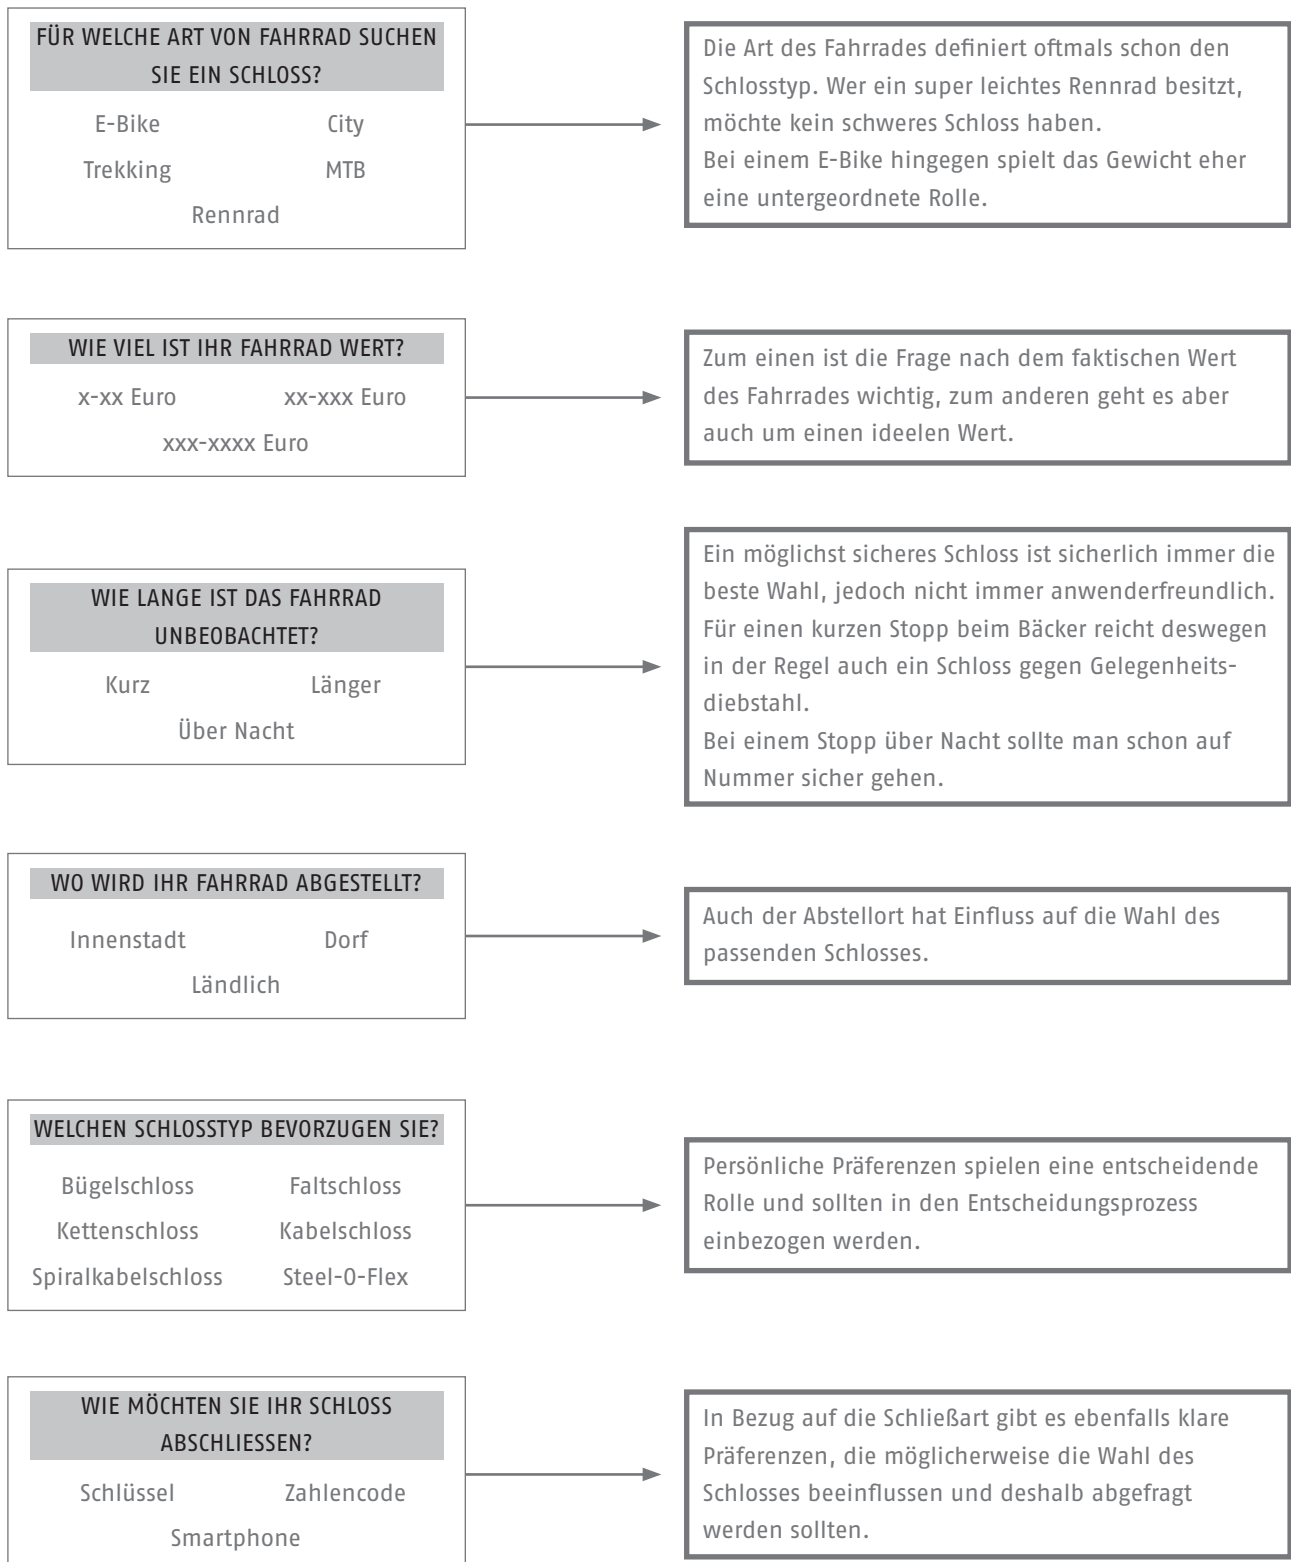 FÜR WELCHE ART VON FAHRRAD SUCHEN
SIE EIN SCHLOSS?
E-Bike City
Trekking MTB
Rennrad
Die Art des Fahrrades definiert oftmals schon den
Schlosstyp. Wer ein super leichtes Rennrad besitzt,
möchte kein schweres Schloss haben.
Bei einem E-Bike hingegen spielt das Gewicht eher
eine untergeordnete Rolle.
WIE VIEL IST IHR FAHRRAD WERT?
x-xx Euro xx-xxx Euro
xxx-xxxx Euro
Zum einen ist die Frage nach dem faktischen Wert
des Fahrrades wichtig, zum anderen geht es aber
auch um einen ideelen Wert.
WIE LANGE IST DAS FAHRRAD
UNBEOBACHTET?
Kurz Länger
Über Nacht
Ein möglichst sicheres Schloss ist sicherlich immer die
beste Wahl, jedoch nicht immer anwenderfreundlich.
Für einen kurzen Stopp beim Bäcker reicht deswegen
in der Regel auch ein Schloss gegen Gelegenheits-
diebstahl.
Bei einem Stopp über Nacht sollte man schon auf
Nummer sicher gehen.
WO WIRD IHR FAHRRAD ABGESTELLT?
Innenstadt Dorf
Ländlich
Auch der Abstellort hat Einfluss auf die Wahl des
passenden Schlosses.
WELCHEN SCHLOSSTYP BEVORZUGEN SIE?
Bügelschloss Faltschloss
Kettenschloss Kabelschloss
Spiralkabelschloss Steel-O-Flex
Persönliche Präferenzen spielen eine entscheidende
Rolle und sollten in den Entscheidungsprozess
einbezogen werden.
WIE MÖCHTEN SIE IHR SCHLOSS
ABSCHLIESSEN?
Schlüssel Zahlencode
Smartphone
In Bezug auf die Schließart gibt es ebenfalls klare
Präferenzen, die möglicherweise die Wahl des
Schlosses beeinflussen und deshalb abgefragt
werden sollten.